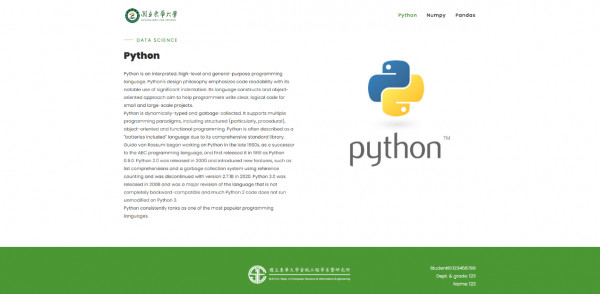 國立東華大學
Python Numpy Pandas
DATA SCIENCE
Python
Python is an interpreted, high-level and general-purpose programming
language. Python's design philosophy emphasizes code readability with its
notable use of significant indentation. Its language constructs and object-
oriented approach aim to help programmers write clear, logical code for
small and large-scale projects.
Python is dynamically-typed and garbage-collected. It supports multiple
programming paradigms, including structured (particularly, procedural),
object-oriented and functional programming. Python is often described as a
"batteries included" language due to its comprehensive standard library.
Guido van Rossum began working on Python in the late 1980s, as a successor
to the ABC programming language, and first released it in 1991 as Python
0.9.0. Python 2.0 was released in 2000 and introduced new features, such as
list comprehensions and a garbage collection system using reference
counting and was discontinued with version 2.7.18 in 2020. Python 3.0 was
released in 2008 and was a major revision of the language that is not
completely backward-compatible and much Python 2 code does not run
unmodified on Python 3.
Python consistently ranks as one of the most popular programming
languages.
python™
國立東華大學資訊工程學系暨研究所
Dept. & grade: 123
Name: 123